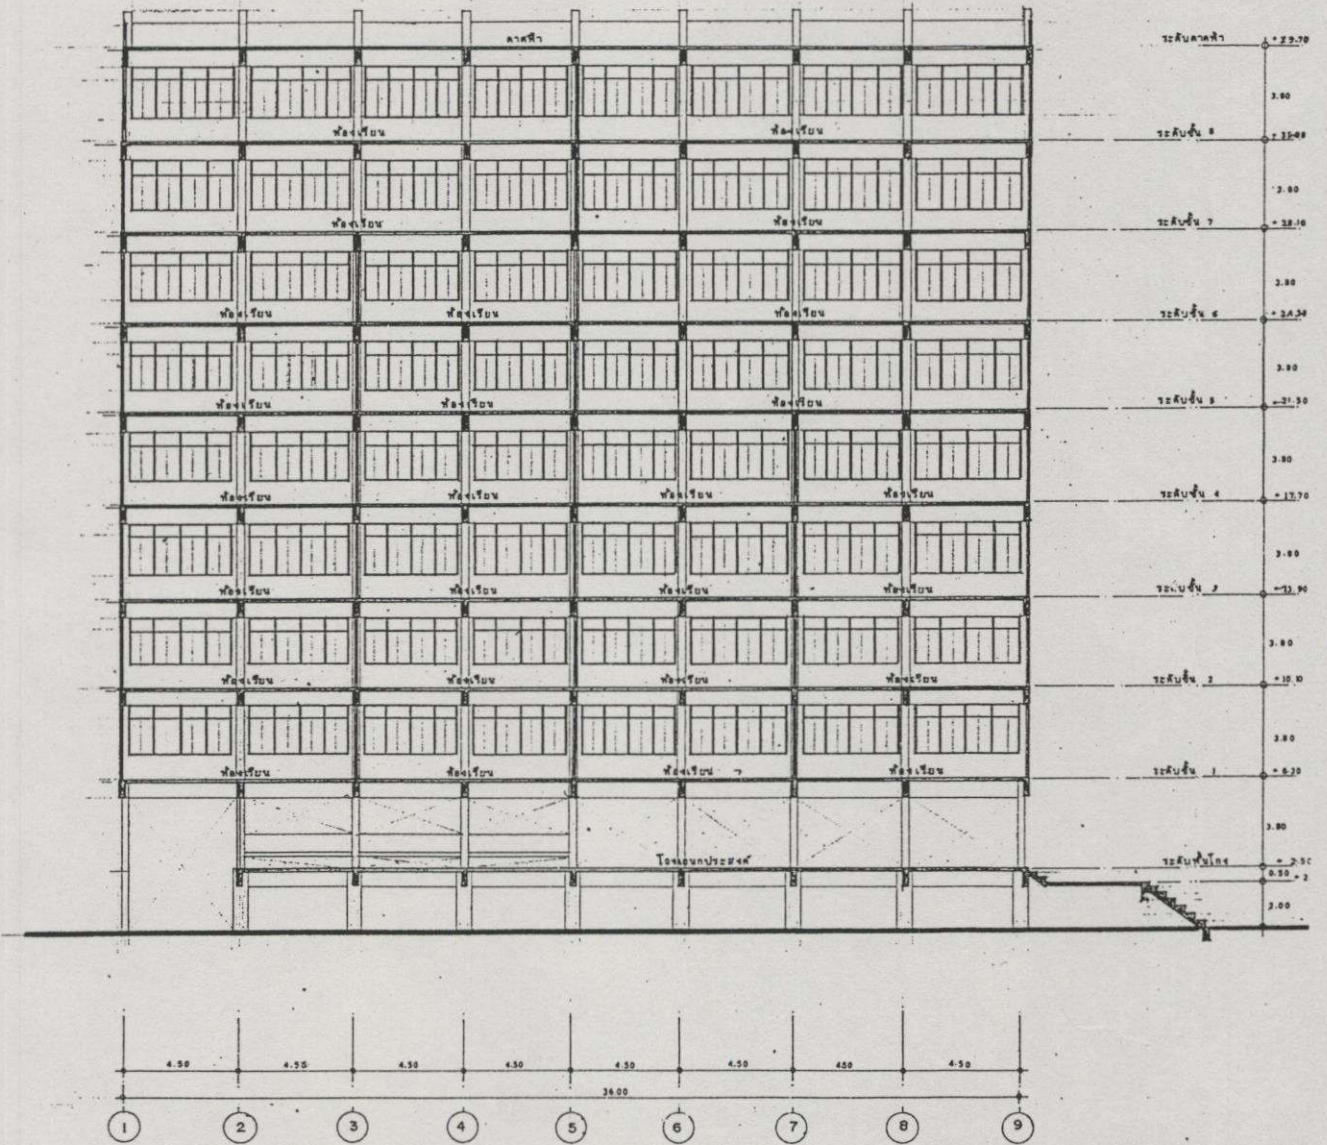 ดาดฟ้า ระดับดาดฟ้า
3.80
ห้องเรียน ห้องเรียน ระดับชั้น 8
3.80
ห้องเรียน ห้องเรียน ระดับชั้น 7
3.80
ห้องเรียน ห้องเรียน ห้องเรียน ระดับชั้น 6
3.80
ห้องเรียน ห้องเรียน ห้องเรียน ระดับชั้น 5
3.80
ห้องเรียน ห้องเรียน ห้องเรียน ห้องเรียน ระดับชั้น 4 + 17.70
3.80
ห้องเรียน ห้องเรียน ห้องเรียน ห้องเรียน ระดับชั้น 3
3.80
ห้องเรียน ห้องเรียน ห้องเรียน ห้องเรียน ระดับชั้น 2 + 10.10
3.80
ห้องเรียน ห้องเรียน ห้องเรียน ห้องเรียน ระดับชั้น 1
3.80
โถงเอนกประสงค์ ระดับพื้นโถง + 2.50
0.50 + 2
2.00
4.50 4.50 4.50 4.50 4.50 4.50 450 4.50
36.00
1 2 3 4 5 6 7 8 9